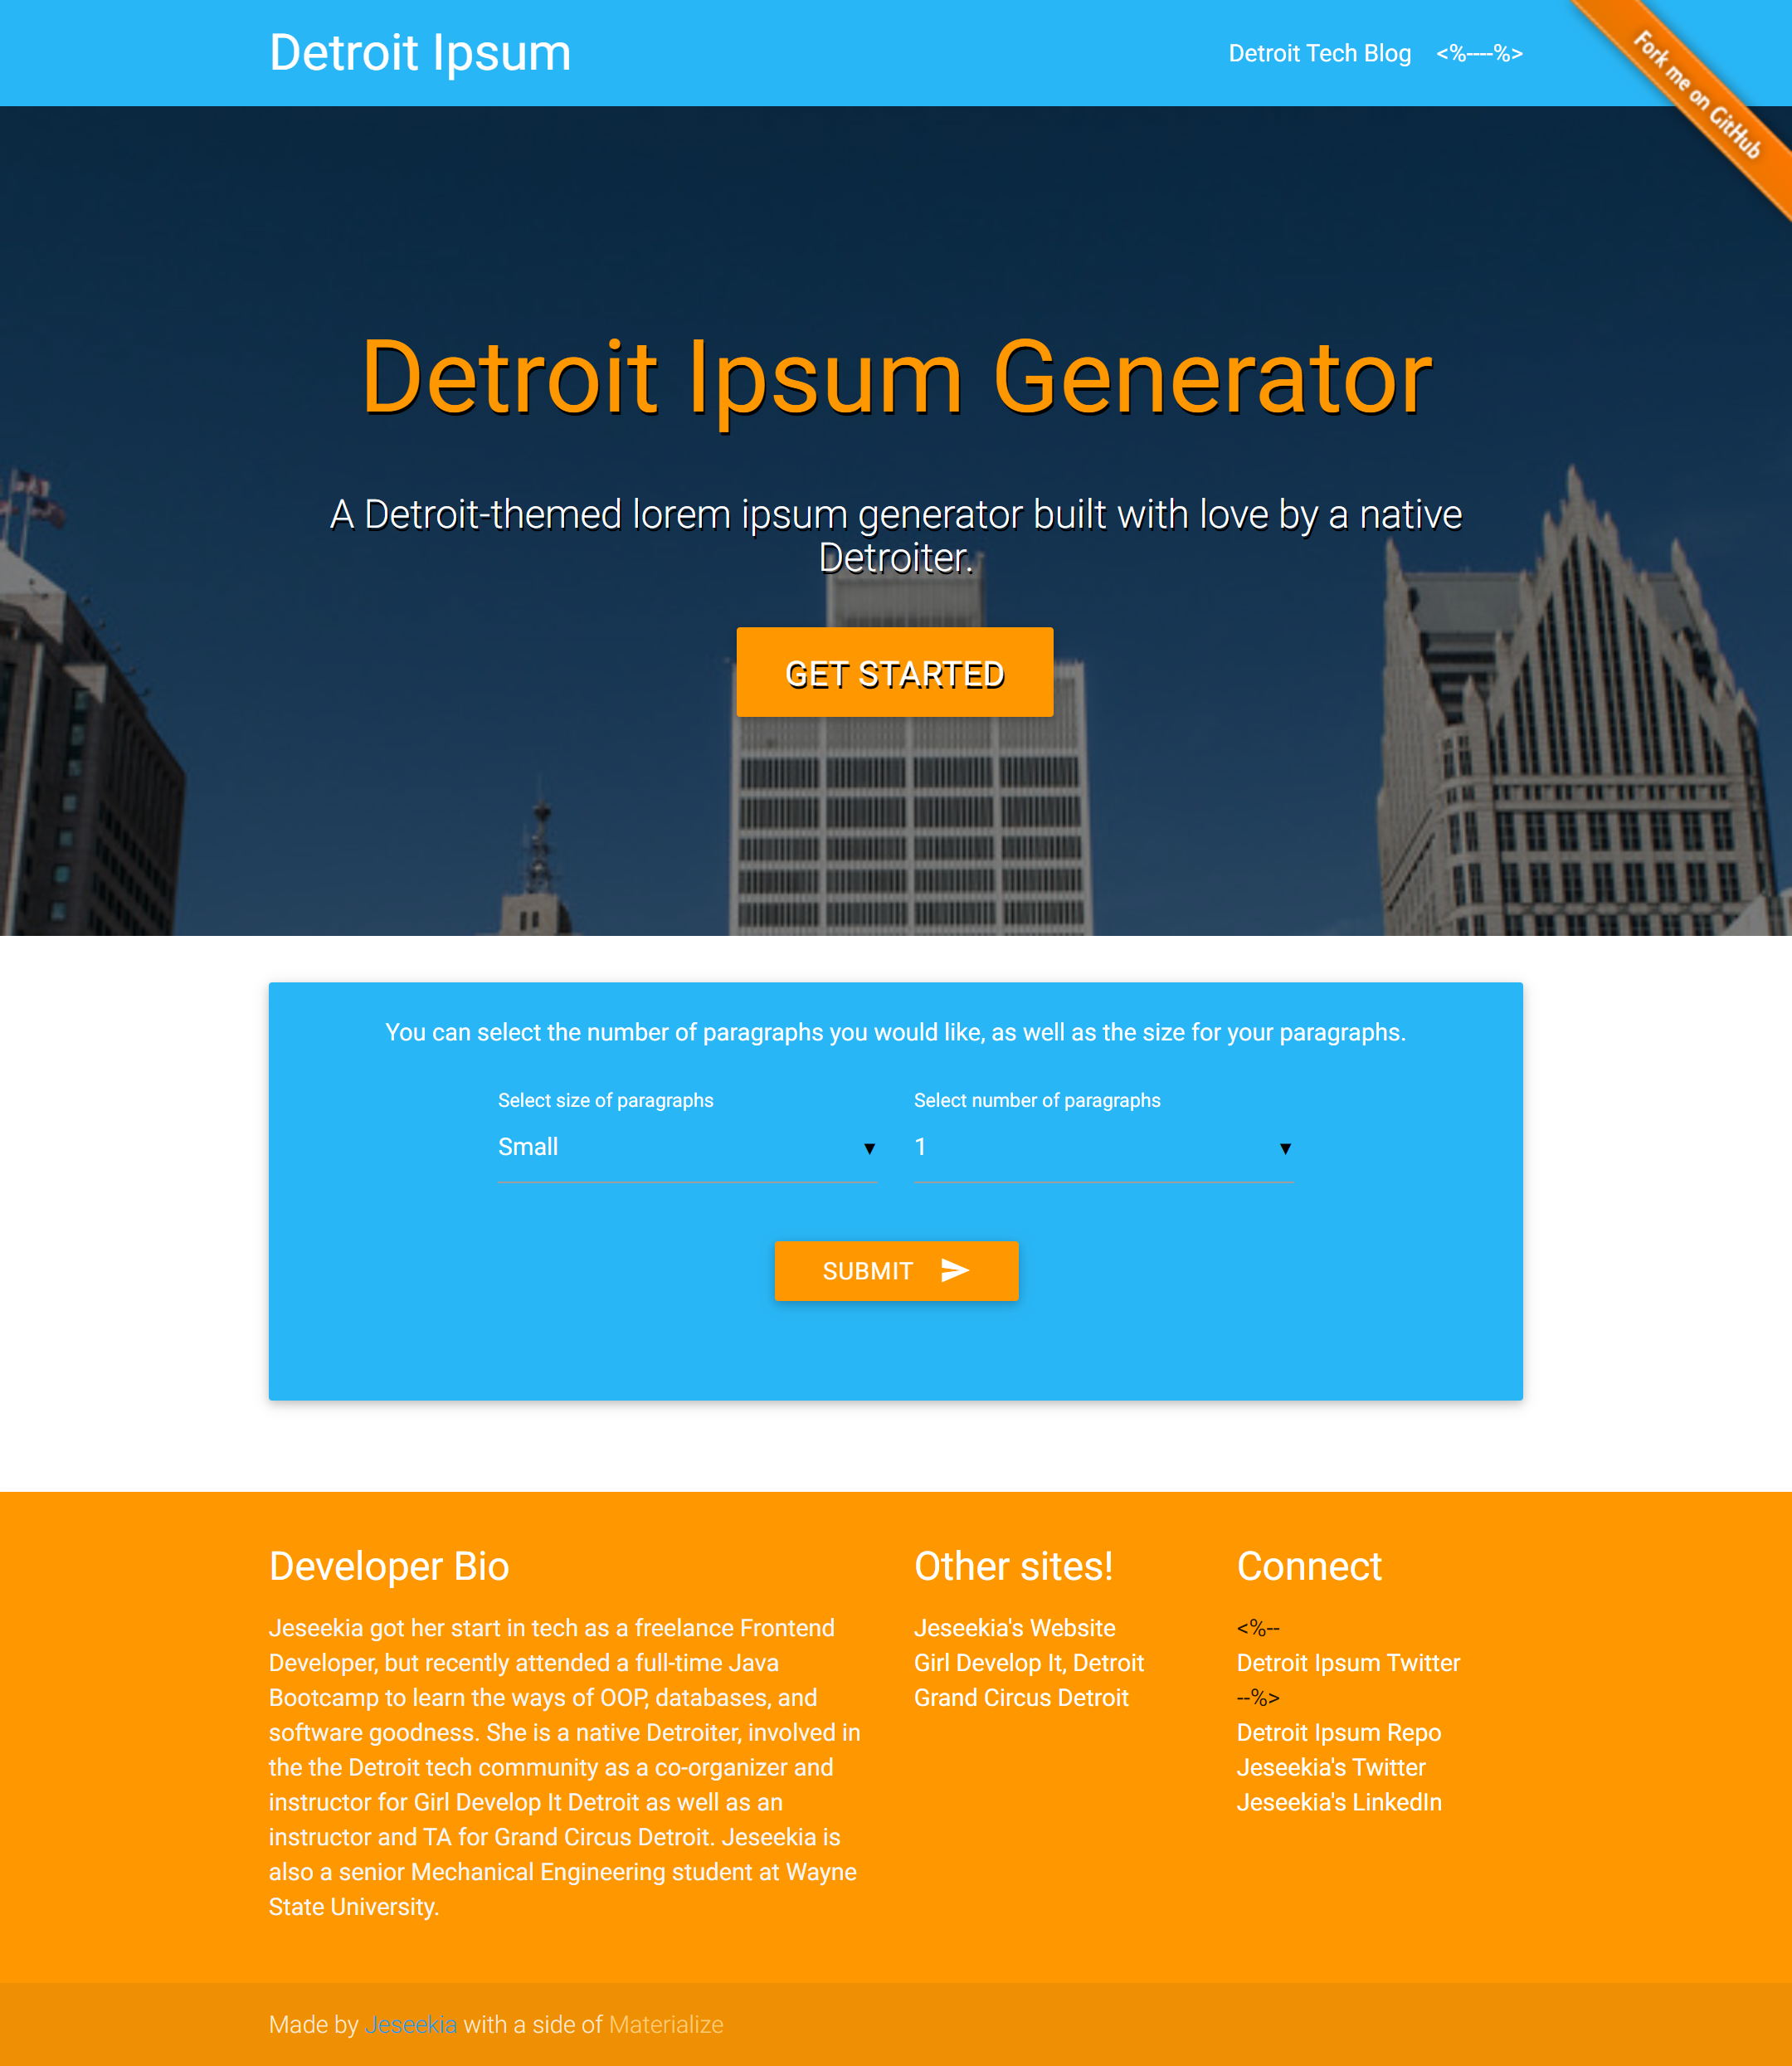 Detroit Ipsum
Detroit Tech Blog <%----%>
Fork me on GitHub
Detroit Ipsum Generator
A Detroit-themed lorem ipsum generator built with love by a native
Detroiter.
GET STARTED
You can select the number of paragraphs you would like, as well as the size for your paragraphs.
Select size of paragraphs
Small ▼
Select number of paragraphs
1 ▼
SUBMIT
Developer Bio
Jeseekia got her start in tech as a freelance Frontend
Developer, but recently attended a full-time Java
Bootcamp to learn the ways of OOP, databases, and
software goodness. She is a native Detroiter, involved in
the the Detroit tech community as a co-organizer and
instructor for Girl Develop It Detroit as well as an
instructor and TA for Grand Circus Detroit. Jeseekia is
also a senior Mechanical Engineering student at Wayne
State University.
Other sites!
Jeseekia's Website
Girl Develop It, Detroit
Grand Circus Detroit
Connect
<%--
Detroit Ipsum Twitter
--%>
Detroit Ipsum Repo
Jeseekia's Twitter
Jeseekia's LinkedIn
Made by Jeseekia with a side of Materialize